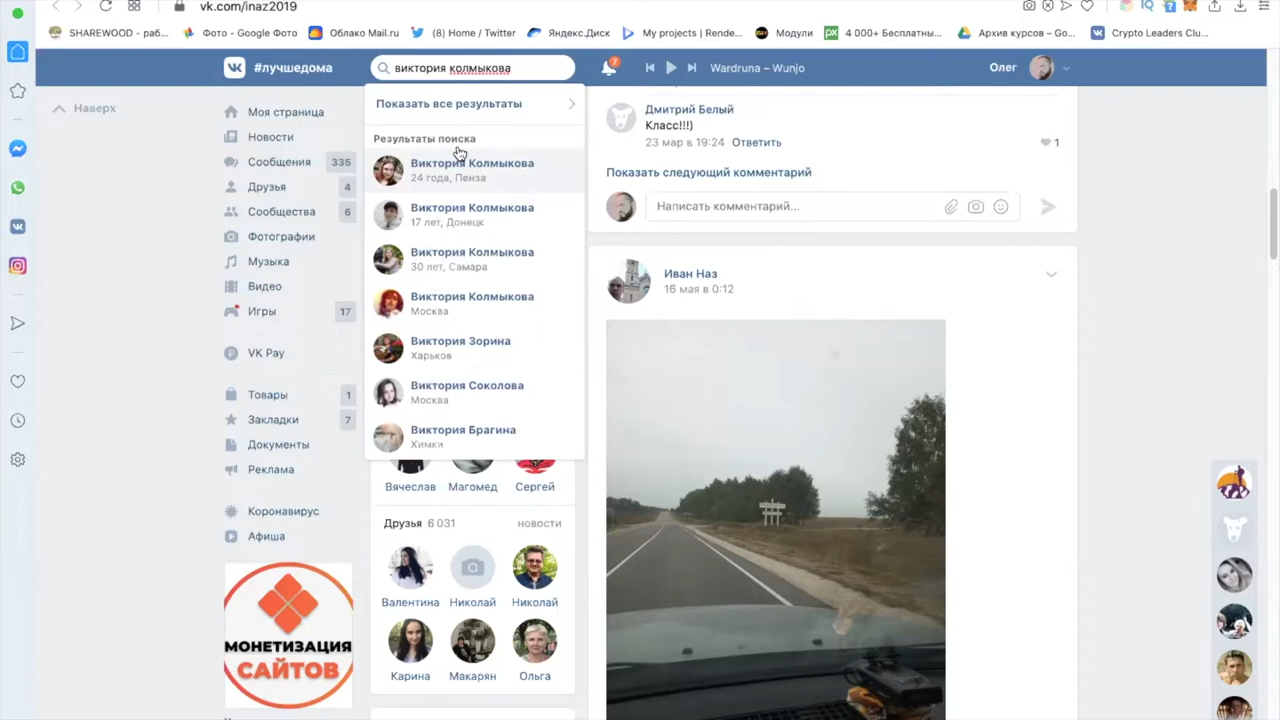 vk.com/inaz2019
SHAREWOOD - раб...
Фото - Google Фото
Облако Mail.ru
(8) Home / Twitter
Яндекс.Диск
My projects | Rende...
Модули
4 000+ Бесплатны...
Архив курсов – Go...
Crypto Leaders Clu...
#лучшедома
виктория колмыкова
7
Wardruna – Wunjo
Олег
Наверх
Моя страница
Новости
Сообщения 335
Друзья 4
Сообщества 6
Фотографии
Музыка
Видео
Игры 17
VK Pay
Товары 1
Закладки 7
Документы
Реклама
Коронавирус
Афиша
МОНЕТИЗАЦИЯ
САЙТОВ
Показать все результаты
Результаты поиска
Виктория Колмыкова
24 года, Пенза
Виктория Колмыкова
17 лет, Донецк
Виктория Колмыкова
30 лет, Самара
Виктория Колмыкова
Москва
Виктория Зорина
Харьков
Виктория Соколова
Москва
Виктория Брагина
Химки
Вячеслав Магомед Сергей
Друзья 6 031 новости
Валентина Николай Николай
Карина Макарян Ольга
Дмитрий Белый
Класс!!!)
23 мар в 19:24 Ответить
1
Показать следующий комментарий
Написать комментарий...
Иван Наз
16 мая в 0:12